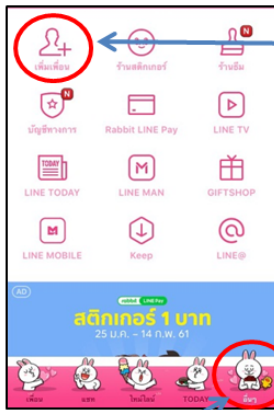 เพิ่มเพื่อน ร้านสติกเกอร์ ร้านธีม
N
บัญชีทางการ Rabbit LINE Pay LINE TV
N
TODAY
LINE TODAY LINE MAN GIFTSHOP
M
M
LINE MOBILE Keep LINE@
AD
rabbit LINE Pay
สติกเกอร์ 1 บาท
25 ม.ค. – 14 ก.พ. 61
เพื่อน แชท ไทม์ไลน์ TODAY อื่นๆ